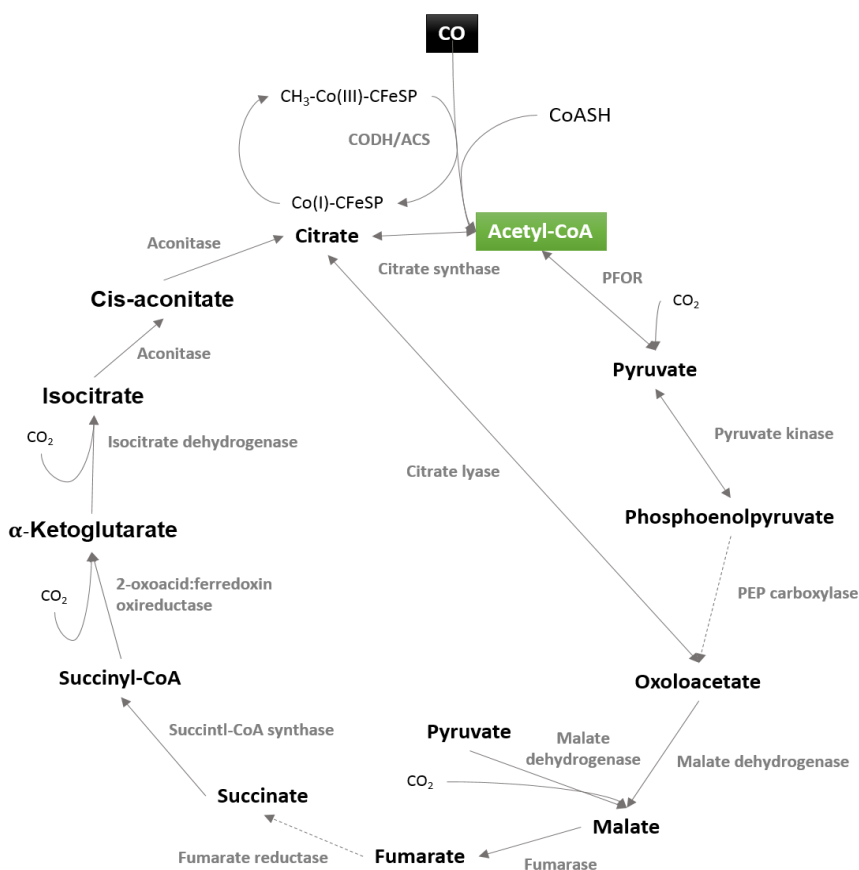 CO
CH₃-Co(III)-CFeSP
CoASH
CODH/ACS
Co(I)-CFeSP
Citrate
Acetyl-CoA
Aconitase
Citrate synthase
PFOR
Cis-aconitate
CO₂
Aconitase
Pyruvate
Isocitrate
CO₂
Isocitrate dehydrogenase
Pyruvate kinase
Citrate lyase
α-Ketoglutarate
Phosphoenolpyruvate
2-oxoacid:ferredoxin
oxireductase
CO₂
PEP carboxylase
Succinyl-CoA
Oxoloacetate
Succintl-CoA synthase
Pyruvate
Malate
dehydrogenase
Malate dehydrogenase
CO₂
Succinate
Malate
Fumarate reductase
Fumarate
Fumarase